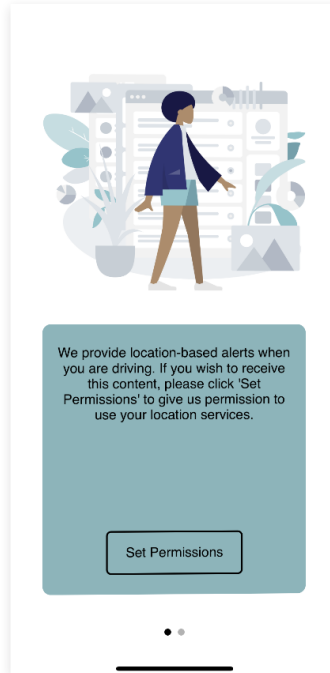 We provide location-based alerts when
you are driving. If you wish to receive
this content, please click 'Set
Permissions' to give us permission to
use your location services.
Set Permissions